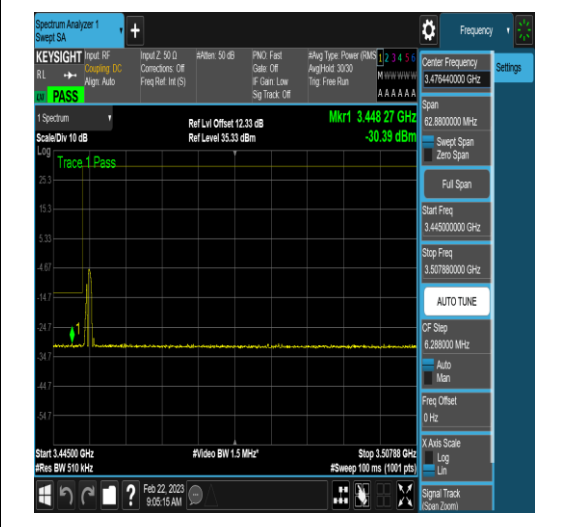 Spectrum Analyzer 1
Swept SA
+
Frequency
KEYSIGHT Input: RF Input Z: 50 Ω #Atten: 50 dB PNO: Fast #Avg Type: Power (RMS 1 2 3 4 5 6
RL Coupling: DC Corrections: Off Gate: Off Avg|Hold: 30/30
Align: Auto Freq Ref: Int (S) IF Gain: Low Trig: Free Run M W W W W W
Sig Track: Off A A A A A A
PASS
1 Spectrum
Ref Lvl Offset 12.33 dB Mkr1 3.448 27 GHz
Scale/Div 10 dB Ref Level 35.33 dBm -30.39 dBm
Log
Trace 1 Pass
25.3
15.3
5.33
-4.67
-14.7
-24.7
1
-34.7
-44.7
-54.7
Start 3.44500 GHz #Video BW 1.5 MHz* Stop 3.50788 GHz
#Res BW 510 kHz #Sweep 100 ms (1001 pts)
Feb 22, 2023
9:05:15 AM
Center Frequency
3.476440000 GHz
Settings
Span
62.8800000 MHz
Swept Span
Zero Span
Full Span
Start Freq
3.445000000 GHz
Stop Freq
3.507880000 GHz
AUTO TUNE
CF Step
6.288000 MHz
Auto
Man
Freq Offset
0 Hz
X Axis Scale
Log
Lin
Signal Track
(Span Zoom)